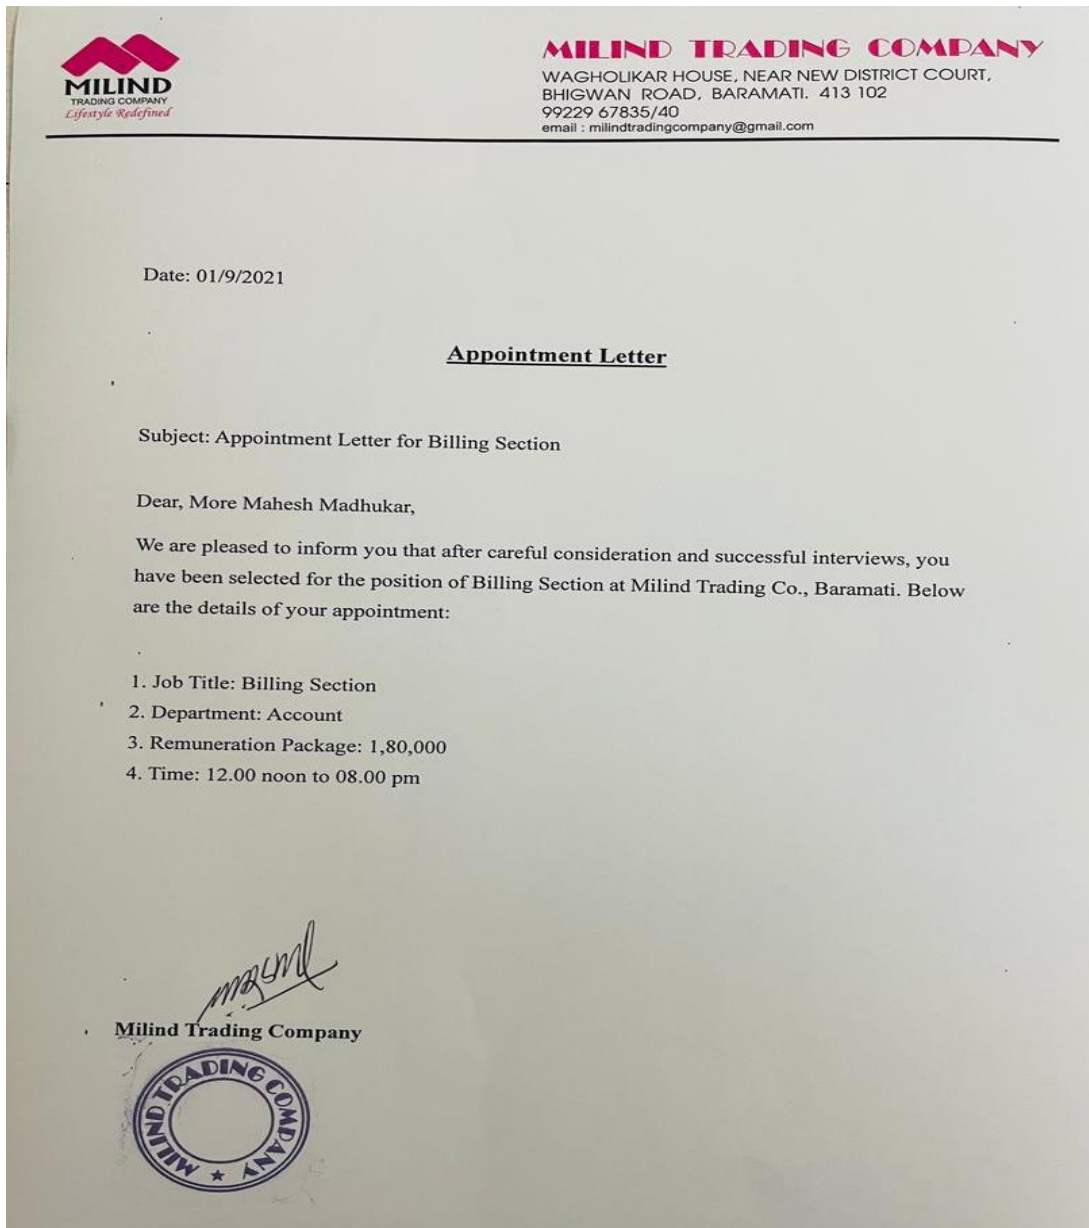 MILIND
TRADING COMPANY
Lifestyle Redefined
MILIND TRADING COMPANY
WAGHOLIKAR HOUSE, NEAR NEW DISTRICT COURT,
BHIGWAN ROAD, BARAMATI. 413 102
99229 67835/40
email : milindtradingcompany@gmail.com
Date: 01/9/2021
Appointment Letter
Subject: Appointment Letter for Billing Section
Dear, More Mahesh Madhukar,
We are pleased to inform you that after careful consideration and successful interviews, you
have been selected for the position of Billing Section at Milind Trading Co., Baramati. Below
are the details of your appointment:
1. Job Title: Billing Section
2. Department: Account
3. Remuneration Package: 1,80,000
4. Time: 12.00 noon to 08.00 pm
Milind Trading Company
MILIND TRADING COMPANY